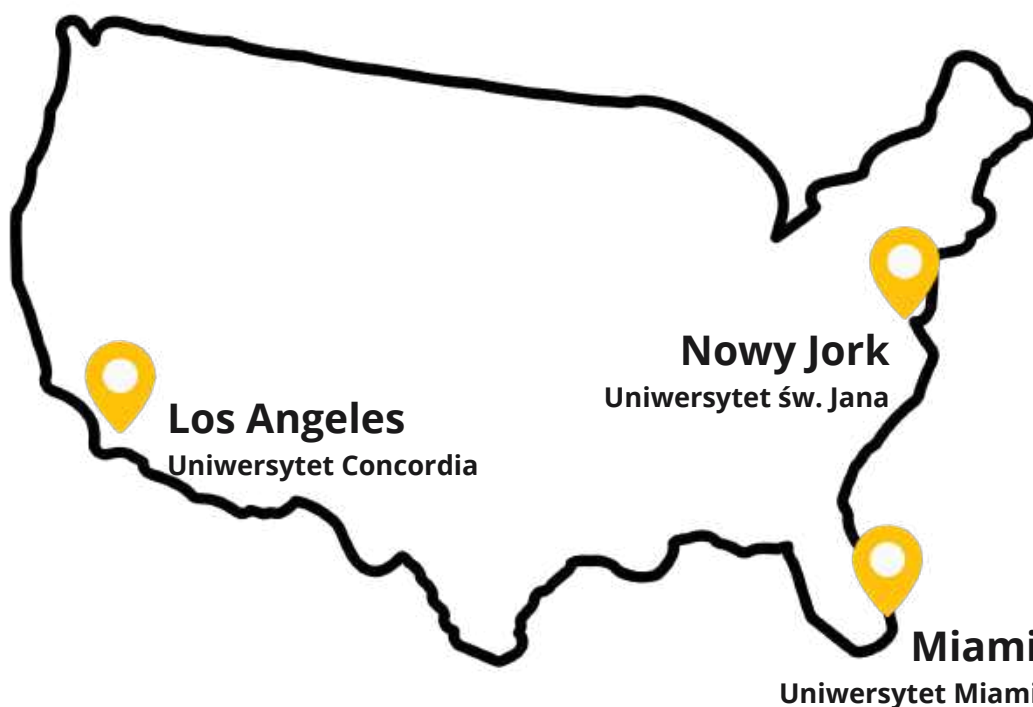 Nowy Jork
Uniwersytet św. Jana
Los Angeles
Uniwersytet Concordia
Miami
Uniwersytet Miami